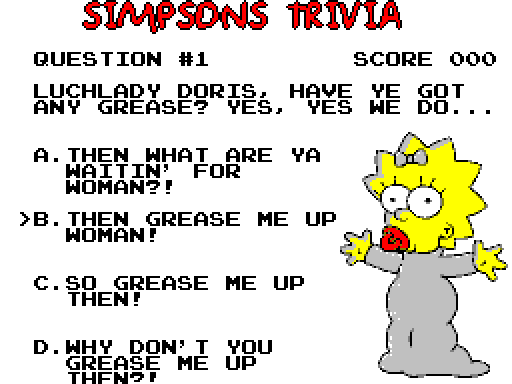 SIMPSONS TRIVIA
QUESTION #1 SCORE 000
LUCHLADY DORIS, HAVE YE GOT
ANY GREASE? YES, YES WE DO...
A. THEN WHAT ARE YA
WAITIN' FOR
WOMAN?!
>B. THEN GREASE ME UP
WOMAN!
C. SO GREASE ME UP
THEN!
D. WHY DON'T YOU
GREASE ME UP
THEN?!